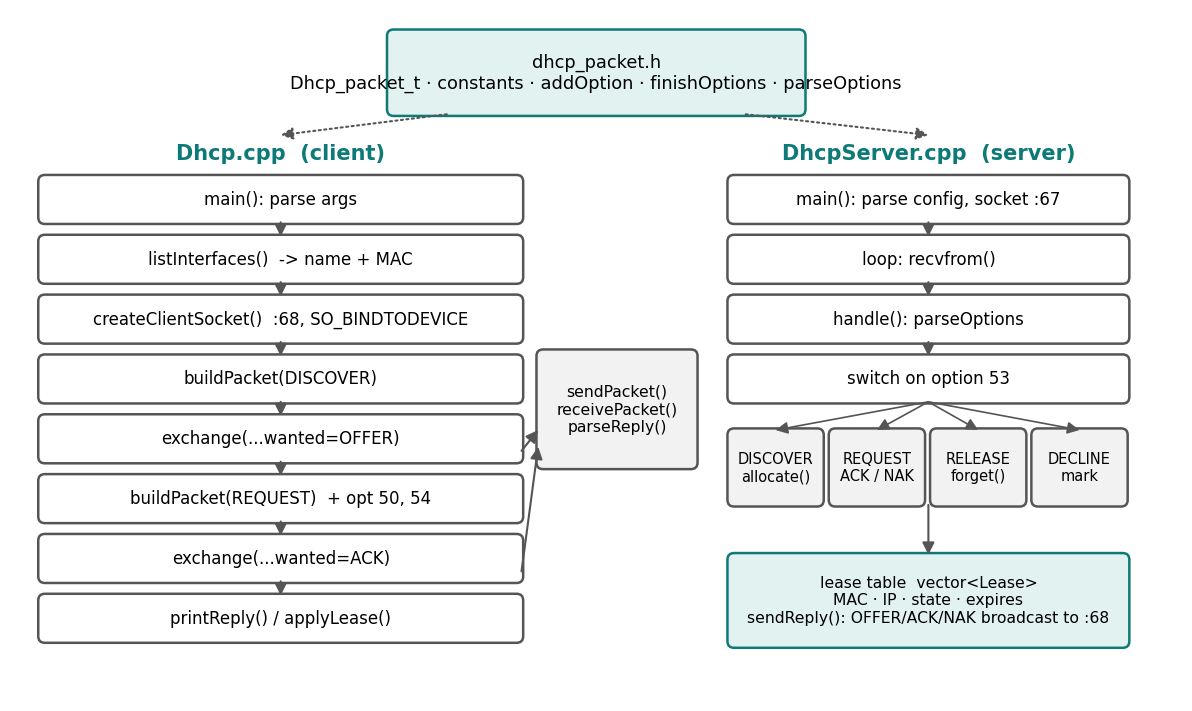 dhcp_packet.h
Dhcp_packet_t · constants · addOption · finishOptions · parseOptions
Dhcp.cpp  (client)
main(): parse args
listInterfaces()  -> name + MAC
createClientSocket()  :68, SO_BINDTODEVICE
buildPacket(DISCOVER)
exchange(...wanted=OFFER)
buildPacket(REQUEST)  + opt 50, 54
exchange(...wanted=ACK)
printReply() / applyLease()
sendPacket()
receivePacket()
parseReply()
DhcpServer.cpp  (server)
main(): parse config, socket :67
loop: recvfrom()
handle(): parseOptions
switch on option 53
DISCOVER
allocate()
REQUEST
ACK / NAK
RELEASE
forget()
DECLINE
mark
lease table  vector<Lease>
MAC · IP · state · expires
sendReply(): OFFER/ACK/NAK broadcast to :68